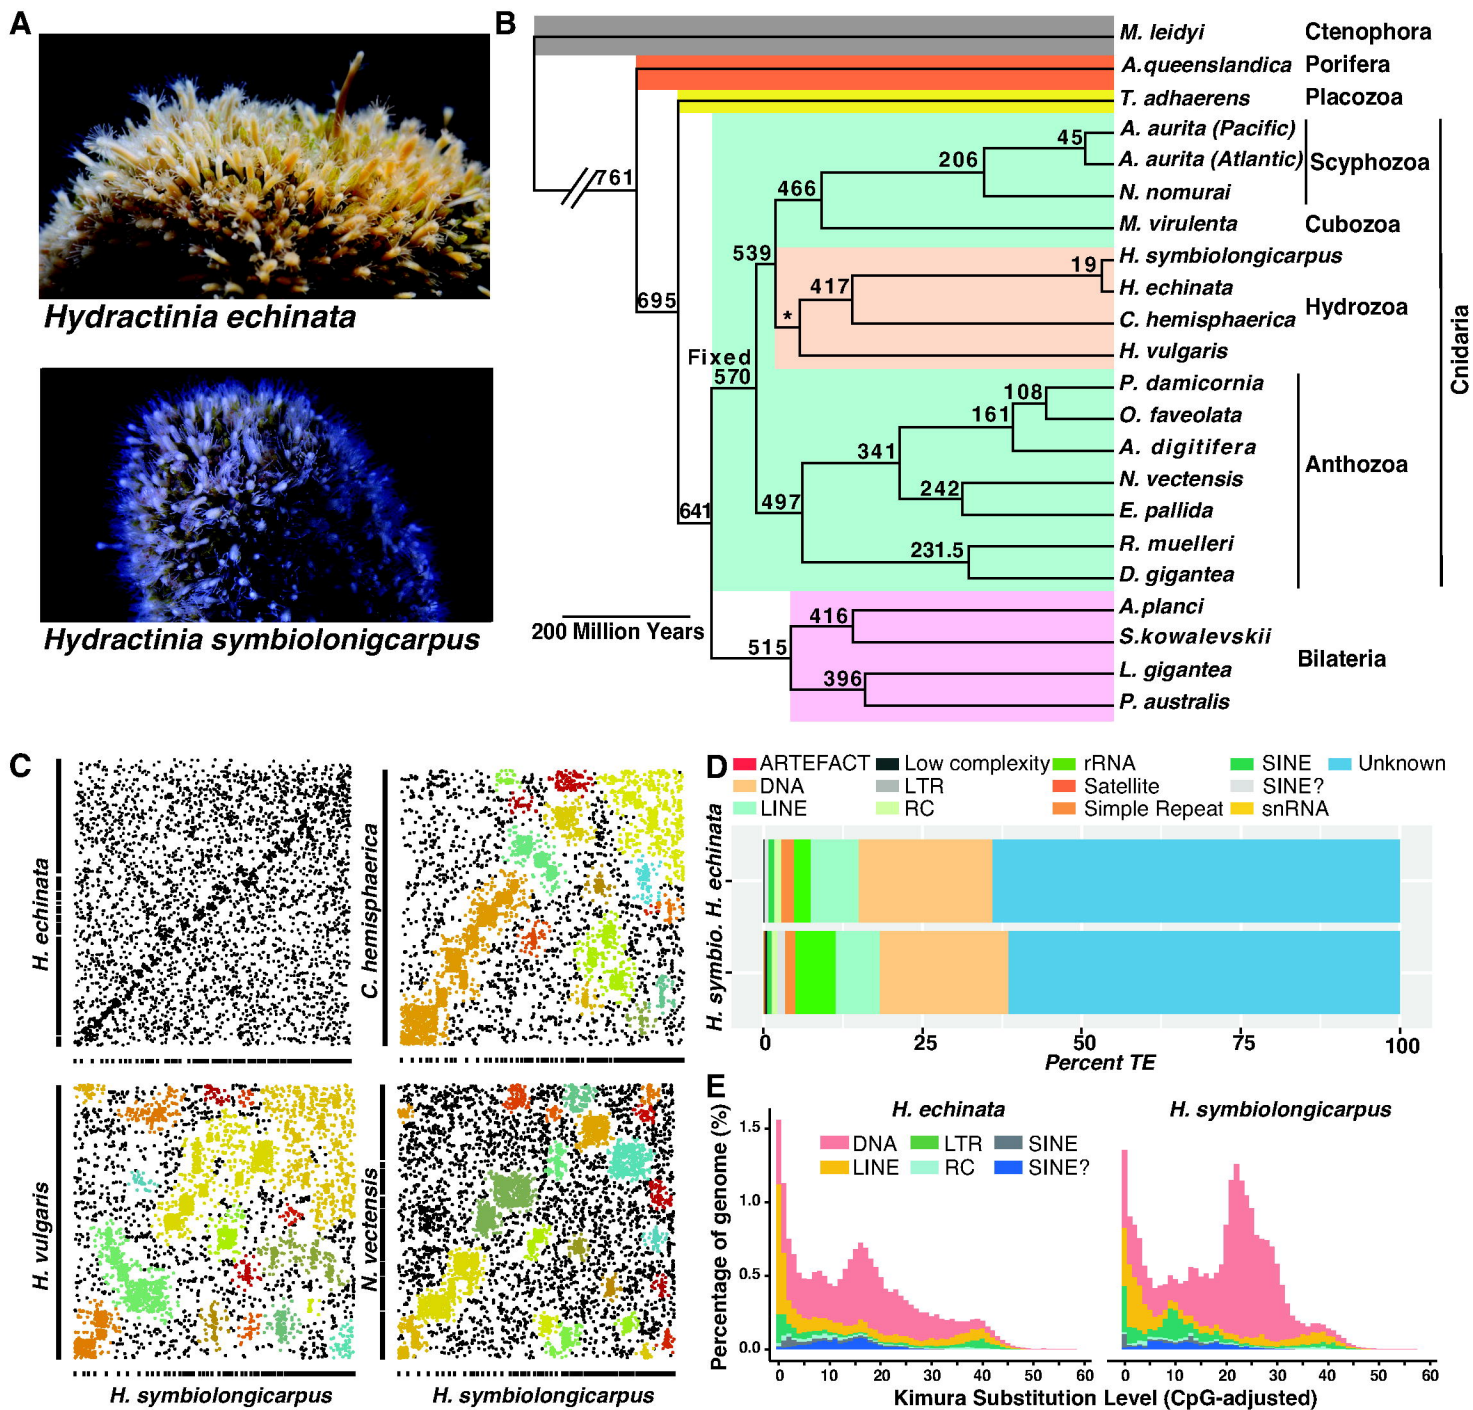 A
Hydractinia echinata
Hydractinia symbiolonigcarpus
B
M. leidyi Ctenophora
A.queenslandica Porifera
T. adhaerens Placozoa
A. aurita (Pacific)
A. aurita (Atlantic)
N. nomurai
Scyphozoa
M. virulenta Cubozoa
H. symbiolongicarpus
H. echinata
C. hemisphaerica
H. vulgaris
Hydrozoa
P. damicornia
O. faveolata
A. digitifera
N. vectensis
E. pallida
R. muelleri
D. gigantea
Anthozoa
Cnidaria
A.planci
S.kowalevskii
L. gigantea
P. australis
Bilateria
761
695
641
Fixed
570
539
466
206
45
*
417
19
497
341
161
108
242
231.5
515
416
396
200 Million Years
C
H. echinata
C. hemisphaerica
H. vulgaris
N. vectensis
H. symbiolongicarpus
H. symbiolongicarpus
D
ARTEFACT Low complexity rRNA SINE Unknown
DNA LTR Satellite SINE?
LINE RC Simple Repeat snRNA
H. echinata
H. symbio.
0 25 50 75 100
Percent TE
E
H. echinata
H. symbiolongicarpus
DNA LTR SINE
LINE RC SINE?
Percentage of genome (%)
1.5
1.0
0.5
0.0
0 10 20 30 40 50 60
0 10 20 30 40 50 60
Kimura Substitution Level (CpG-adjusted)